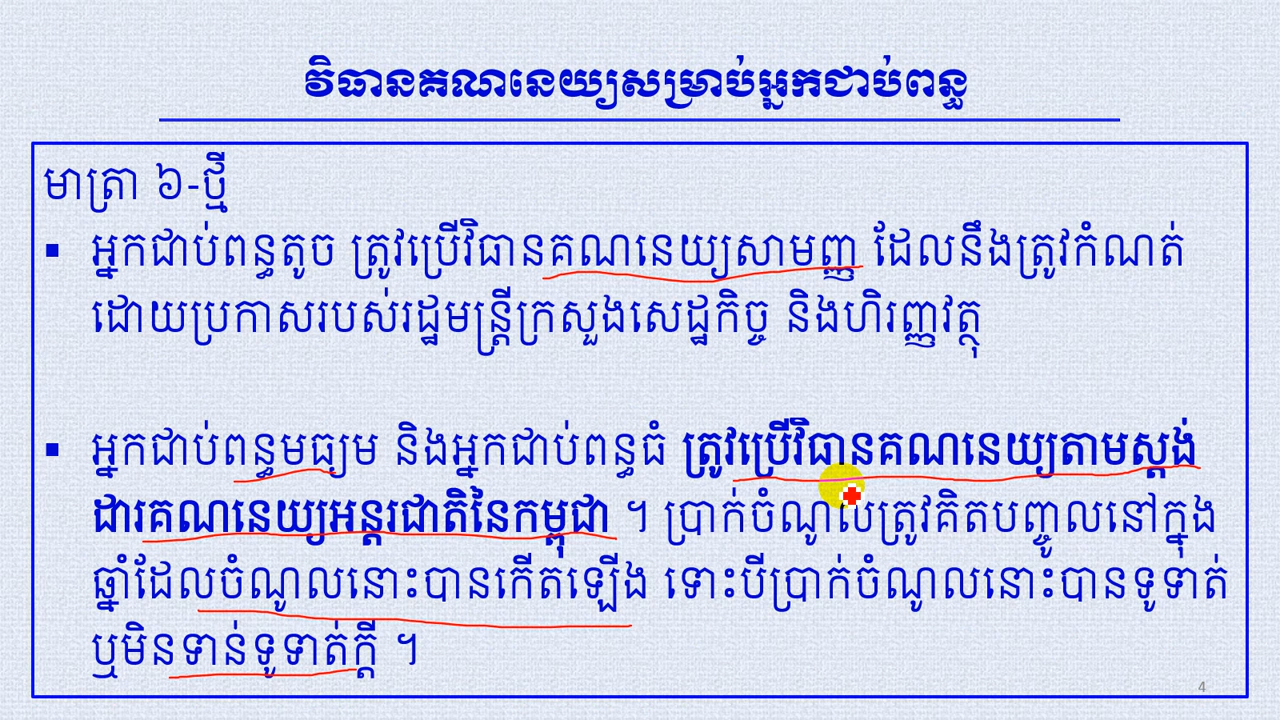 វិធានគណនេយ្យសម្រាប់អ្នកជាប់ពន្ធ
មាត្រា ៦-ថ្មី
▪ អ្នកជាប់ពន្ធតូច ត្រូវប្រើវិធានគណនេយ្យសាមញ្ញ ដែលនឹងត្រូវកំណត់
ដោយប្រកាសរបស់រដ្ឋមន្ត្រីក្រសួងសេដ្ឋកិច្ច និងហិរញ្ញវត្ថុ
▪ អ្នកជាប់ពន្ធមធ្យម និងអ្នកជាប់ពន្ធធំ ត្រូវប្រើវិធានគណនេយ្យតាមស្តង់
ដារគណនេយ្យអន្តរជាតិនៃកម្ពុជា ។ ប្រាក់ចំណូលត្រូវគិតបញ្ចូលនៅក្នុង
ឆ្នាំដែលចំណូលនោះបានកើតឡើង ទោះបីប្រាក់ចំណូលនោះបានទូទាត់
ឬមិនទាន់ទូទាត់ក្តី ។
4